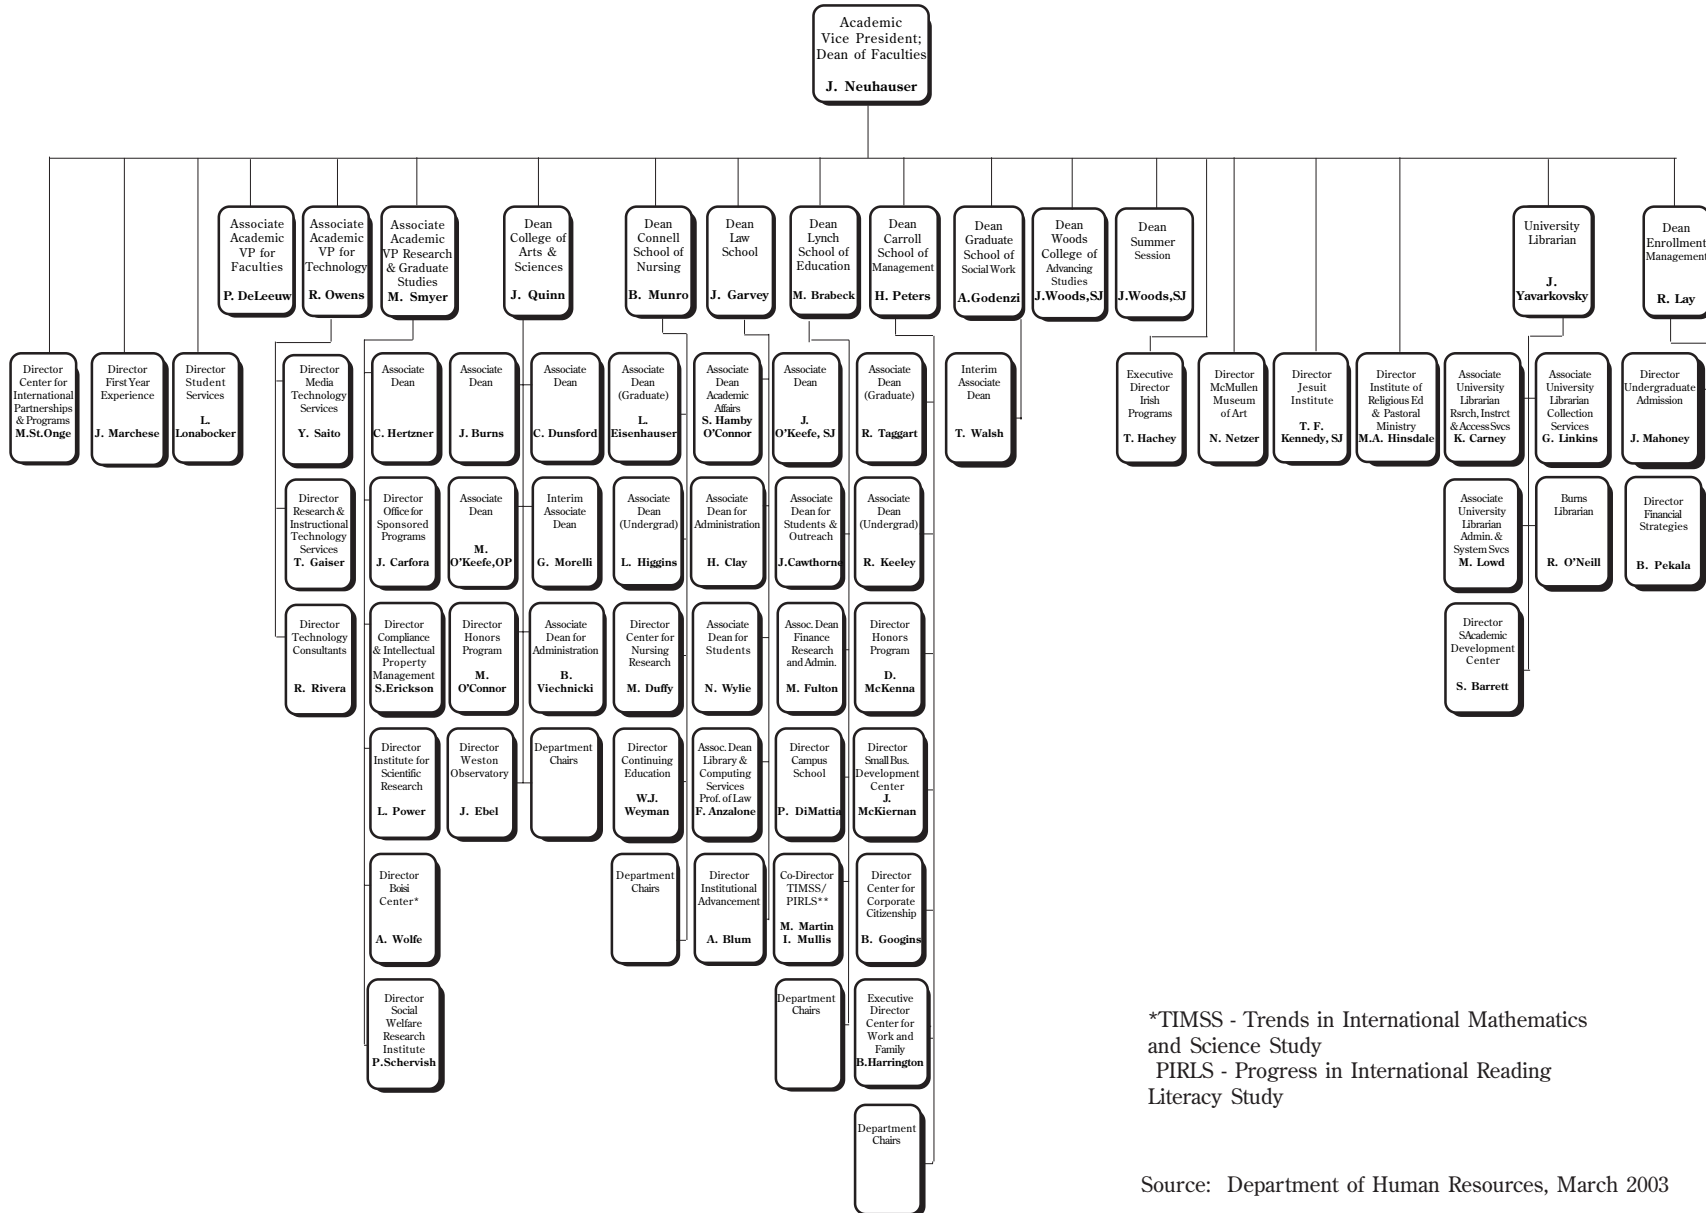 Academic
Vice President;
Dean of Faculties
J. Neuhauser
Associate
Academic
VP for
Faculties
P. DeLeeuw
Associate
Academic
VP for
Technology
R. Owens
Associate
Academic
VP Research
& Graduate
Studies
M. Smyer
Dean
College of
Arts &
Sciences
J. Quinn
Dean
Connell
School of
Nursing
B. Munro
Dean
Law
School
J. Garvey
Dean
Lynch
School of
Education
M. Brabeck
Dean
Carroll
School of
Management
H. Peters
Dean
Graduate
School of
Social Work
A.Godenzi
Dean
Woods
College of
Advancing
Studies
J.Woods,SJ
Dean
Summer
Session
J.Woods,SJ
University
Librarian
J.
Yavarkovsky
Dean
Enrollment
Management
R. Lay
Director
Center for
International
Partnerships
& Programs
M.St.Onge
Director
First Year
Experience
J. Marchese
Director
Student
Services
L.
Lonabocker
Director
Media
Technology
Services
Y. Saito
Associate
Dean
C. Hertzner
Associate
Dean
J. Burns
Associate
Dean
C. Dunsford
Associate
Dean
(Graduate)
L.
Eisenhauser
Associate
Dean
Academic
Affairs
S. Hamby
O'Connor
Associate
Dean
J.
O'Keefe, SJ
Associate
Dean
(Graduate)
R. Taggart
Interim
Associate
Dean
T. Walsh
Executive
Director
Irish
Programs
T. Hachey
Director
McMullen
Museum
of Art
N. Netzer
Director
Jesuit
Institute
T. F.
Kennedy, SJ
Director
Institute of
Religious Ed
& Pastoral
Ministry
M.A. Hinsdale
Associate
University
Librarian
Rsrch, Instrct
& Access Svcs
K. Carney
Associate
University
Librarian
Collection
Services
G. Linkins
Director
Undergraduate
Admission
J. Mahoney
Director
Research &
Instructional
Technology
Services
T. Gaiser
Director
Office for
Sponsored
Programs
J. Carfora
Associate
Dean
M.
O'Keefe,OP
Interim
Associate
Dean
G. Morelli
Associate
Dean
(Undergrad)
L. Higgins
Associate
Dean for
Administration
H. Clay
Associate
Dean for
Students &
Outreach
J.Cawthorne
Associate
Dean
(Undergrad)
R. Keeley
Associate
University
Librarian
Admin. &
System Svcs
M. Lowd
Burns
Librarian
R. O'Neill
Director
Financial
Strategies
B. Pekala
Director
Technology
Consultants
R. Rivera
Director
Compliance
& Intellectual
Property
Management
S.Erickson
Director
Honors
Program
M.
O'Connor
Associate
Dean for
Administration
B.
Viechnicki
Director
Center for
Nursing
Research
M. Duffy
Associate
Dean for
Students
N. Wylie
Assoc. Dean
Finance
Research
and Admin.
M. Fulton
Director
Honors
Program
D.
McKenna
Director
SAcademic
Development
Center
S. Barrett
Director
Institute for
Scientific
Research
L. Power
Director
Weston
Observatory
J. Ebel
Department
Chairs
Director
Continuing
Education
W.J.
Weyman
Assoc. Dean
Library &
Computing
Services
Prof. of Law
F. Anzalone
Director
Campus
School
P. DiMattia
Director
Small Bus.
Development
Center
J.
McKiernan
Director
Boisi
Center*
A. Wolfe
Department
Chairs
Director
Institutional
Advancement
A. Blum
Co-Director
TIMSS/
PIRLS**
M. Martin
I. Mullis
Director
Center for
Corporate
Citizenship
B. Googins
Director
Social
Welfare
Research
Institute
P.Schervish
Department
Chairs
Executive
Director
Center for
Work and
Family
B.Harrington
Department
Chairs
*TIMSS - Trends in International Mathematics
and Science Study
PIRLS - Progress in International Reading
Literacy Study
Source: Department of Human Resources, March 2003